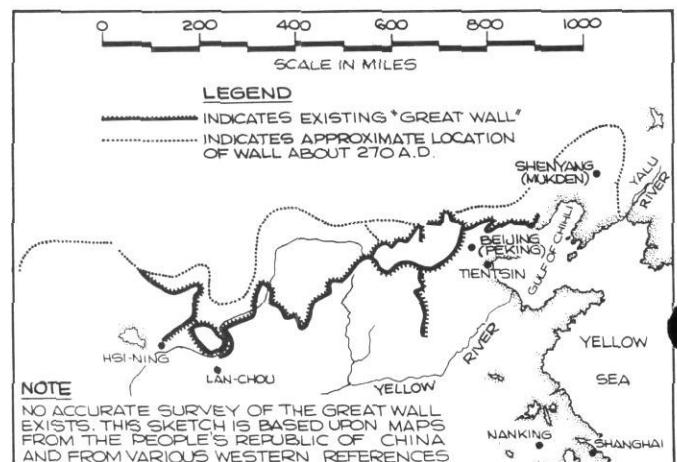 0 200 400 600 800 1000
SCALE IN MILES
LEGEND
INDICATES EXISTING "GREAT WALL"
INDICATES APPROXIMATE LOCATION
OF WALL ABOUT 270 A.D.
SHENYANG
(MUKDEN)
YALU
RIVER
BEIJING
(PEKING)
TIENTSIN
GULF OF CHIHLI
HSI-NING
LAN-CHOU
YELLOW
RIVER
YELLOW
SEA
NANKING
SHANGHAI
NOTE
NO ACCURATE SURVEY OF THE GREAT WALL
EXISTS. THIS SKETCH IS BASED UPON MAPS
FROM THE PEOPLE'S REPUBLIC OF CHINA
AND FROM VARIOUS WESTERN REFERENCES